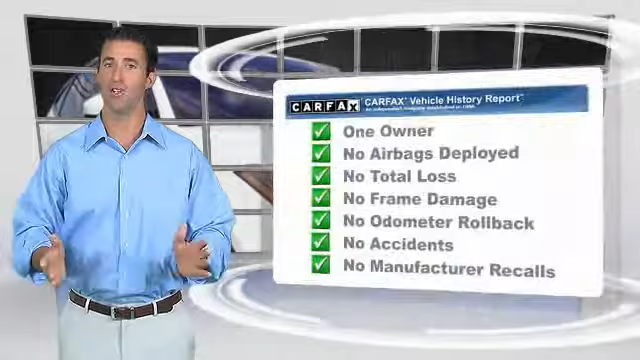 CARFAX CARFAX Vehicle History Report™
One Owner
No Airbags Deployed
No Total Loss
No Frame Damage
No Odometer Rollback
No Accidents
No Manufacturer Recalls